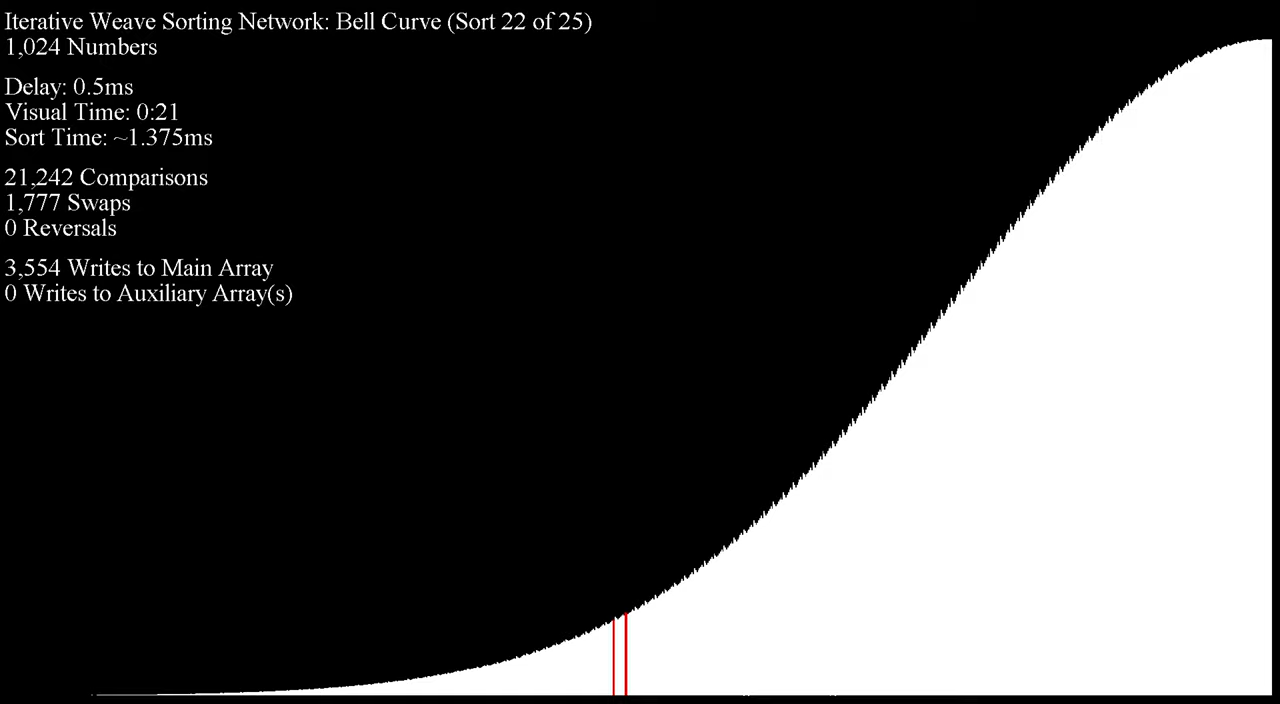 Iterative Weave Sorting Network: Bell Curve (Sort 22 of 25)
1,024 Numbers
Delay: 0.5ms
Visual Time: 0:21
Sort Time: ~1.375ms
21,242 Comparisons
1,777 Swaps
0 Reversals
3,554 Writes to Main Array
0 Writes to Auxiliary Array(s)